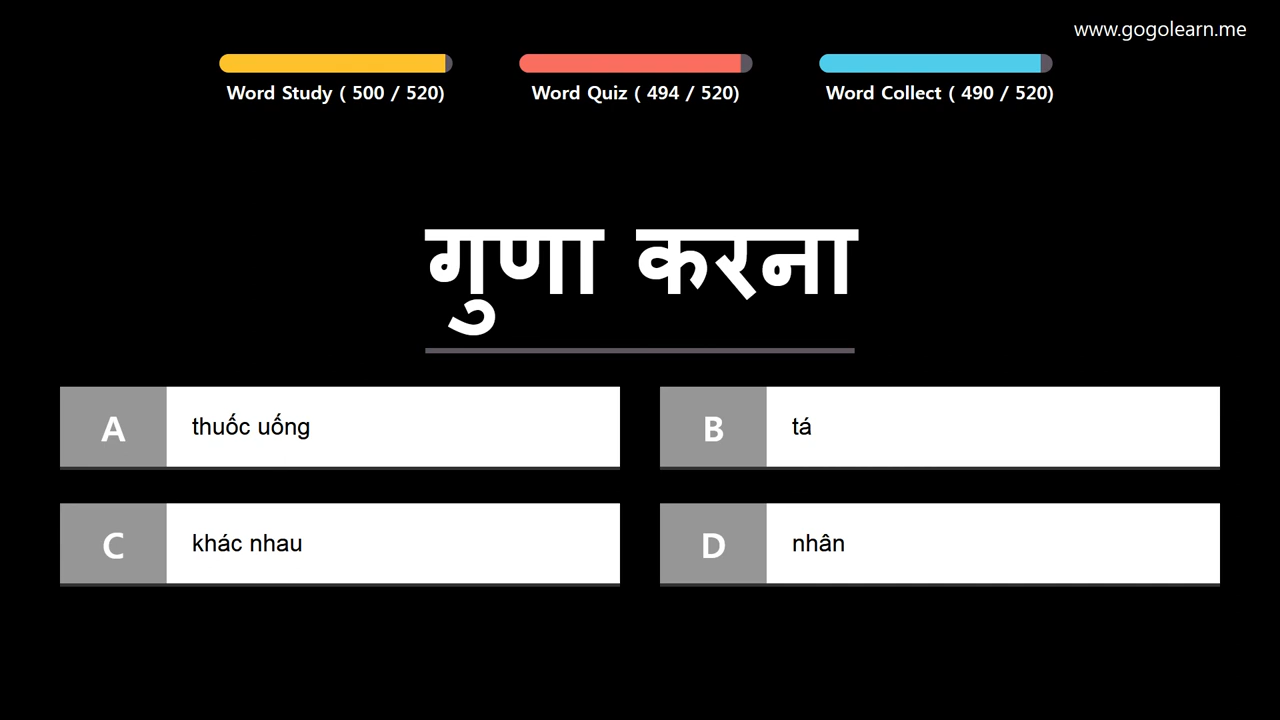 www.gogolearn.me
Word Study ( 500 / 520)
Word Quiz ( 494 / 520)
Word Collect ( 490 / 520)
गुणा करना
A thuốc uống
B tá
C khác nhau
D nhân